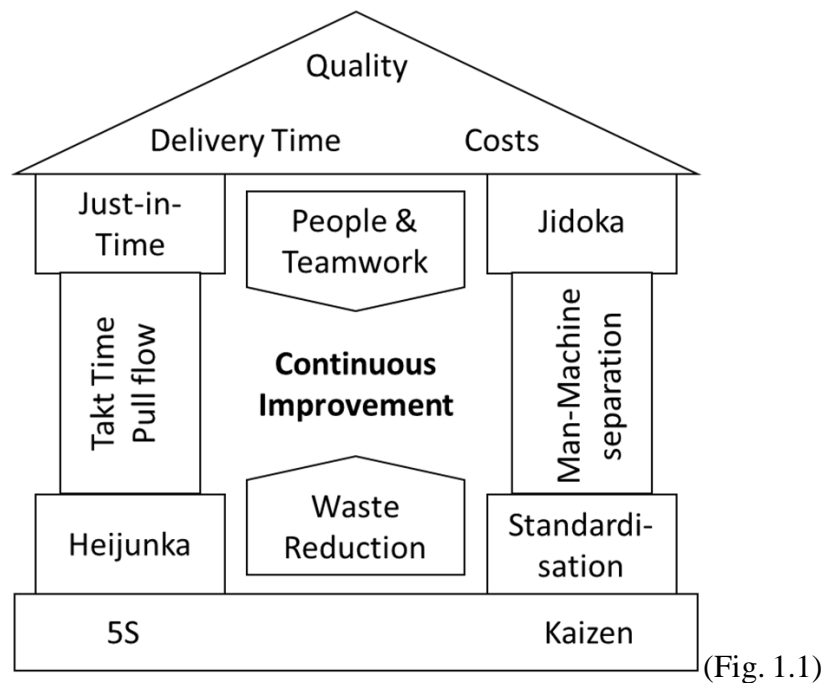 Quality
Delivery Time
Costs
Just-in-
Time
People &
Teamwork
Jidoka
Takt Time
Pull flow
Continuous
Improvement
Man-Machine
separation
Heijunka
Waste
Reduction
Standardi-
sation
5S
Kaizen
(Fig. 1.1)